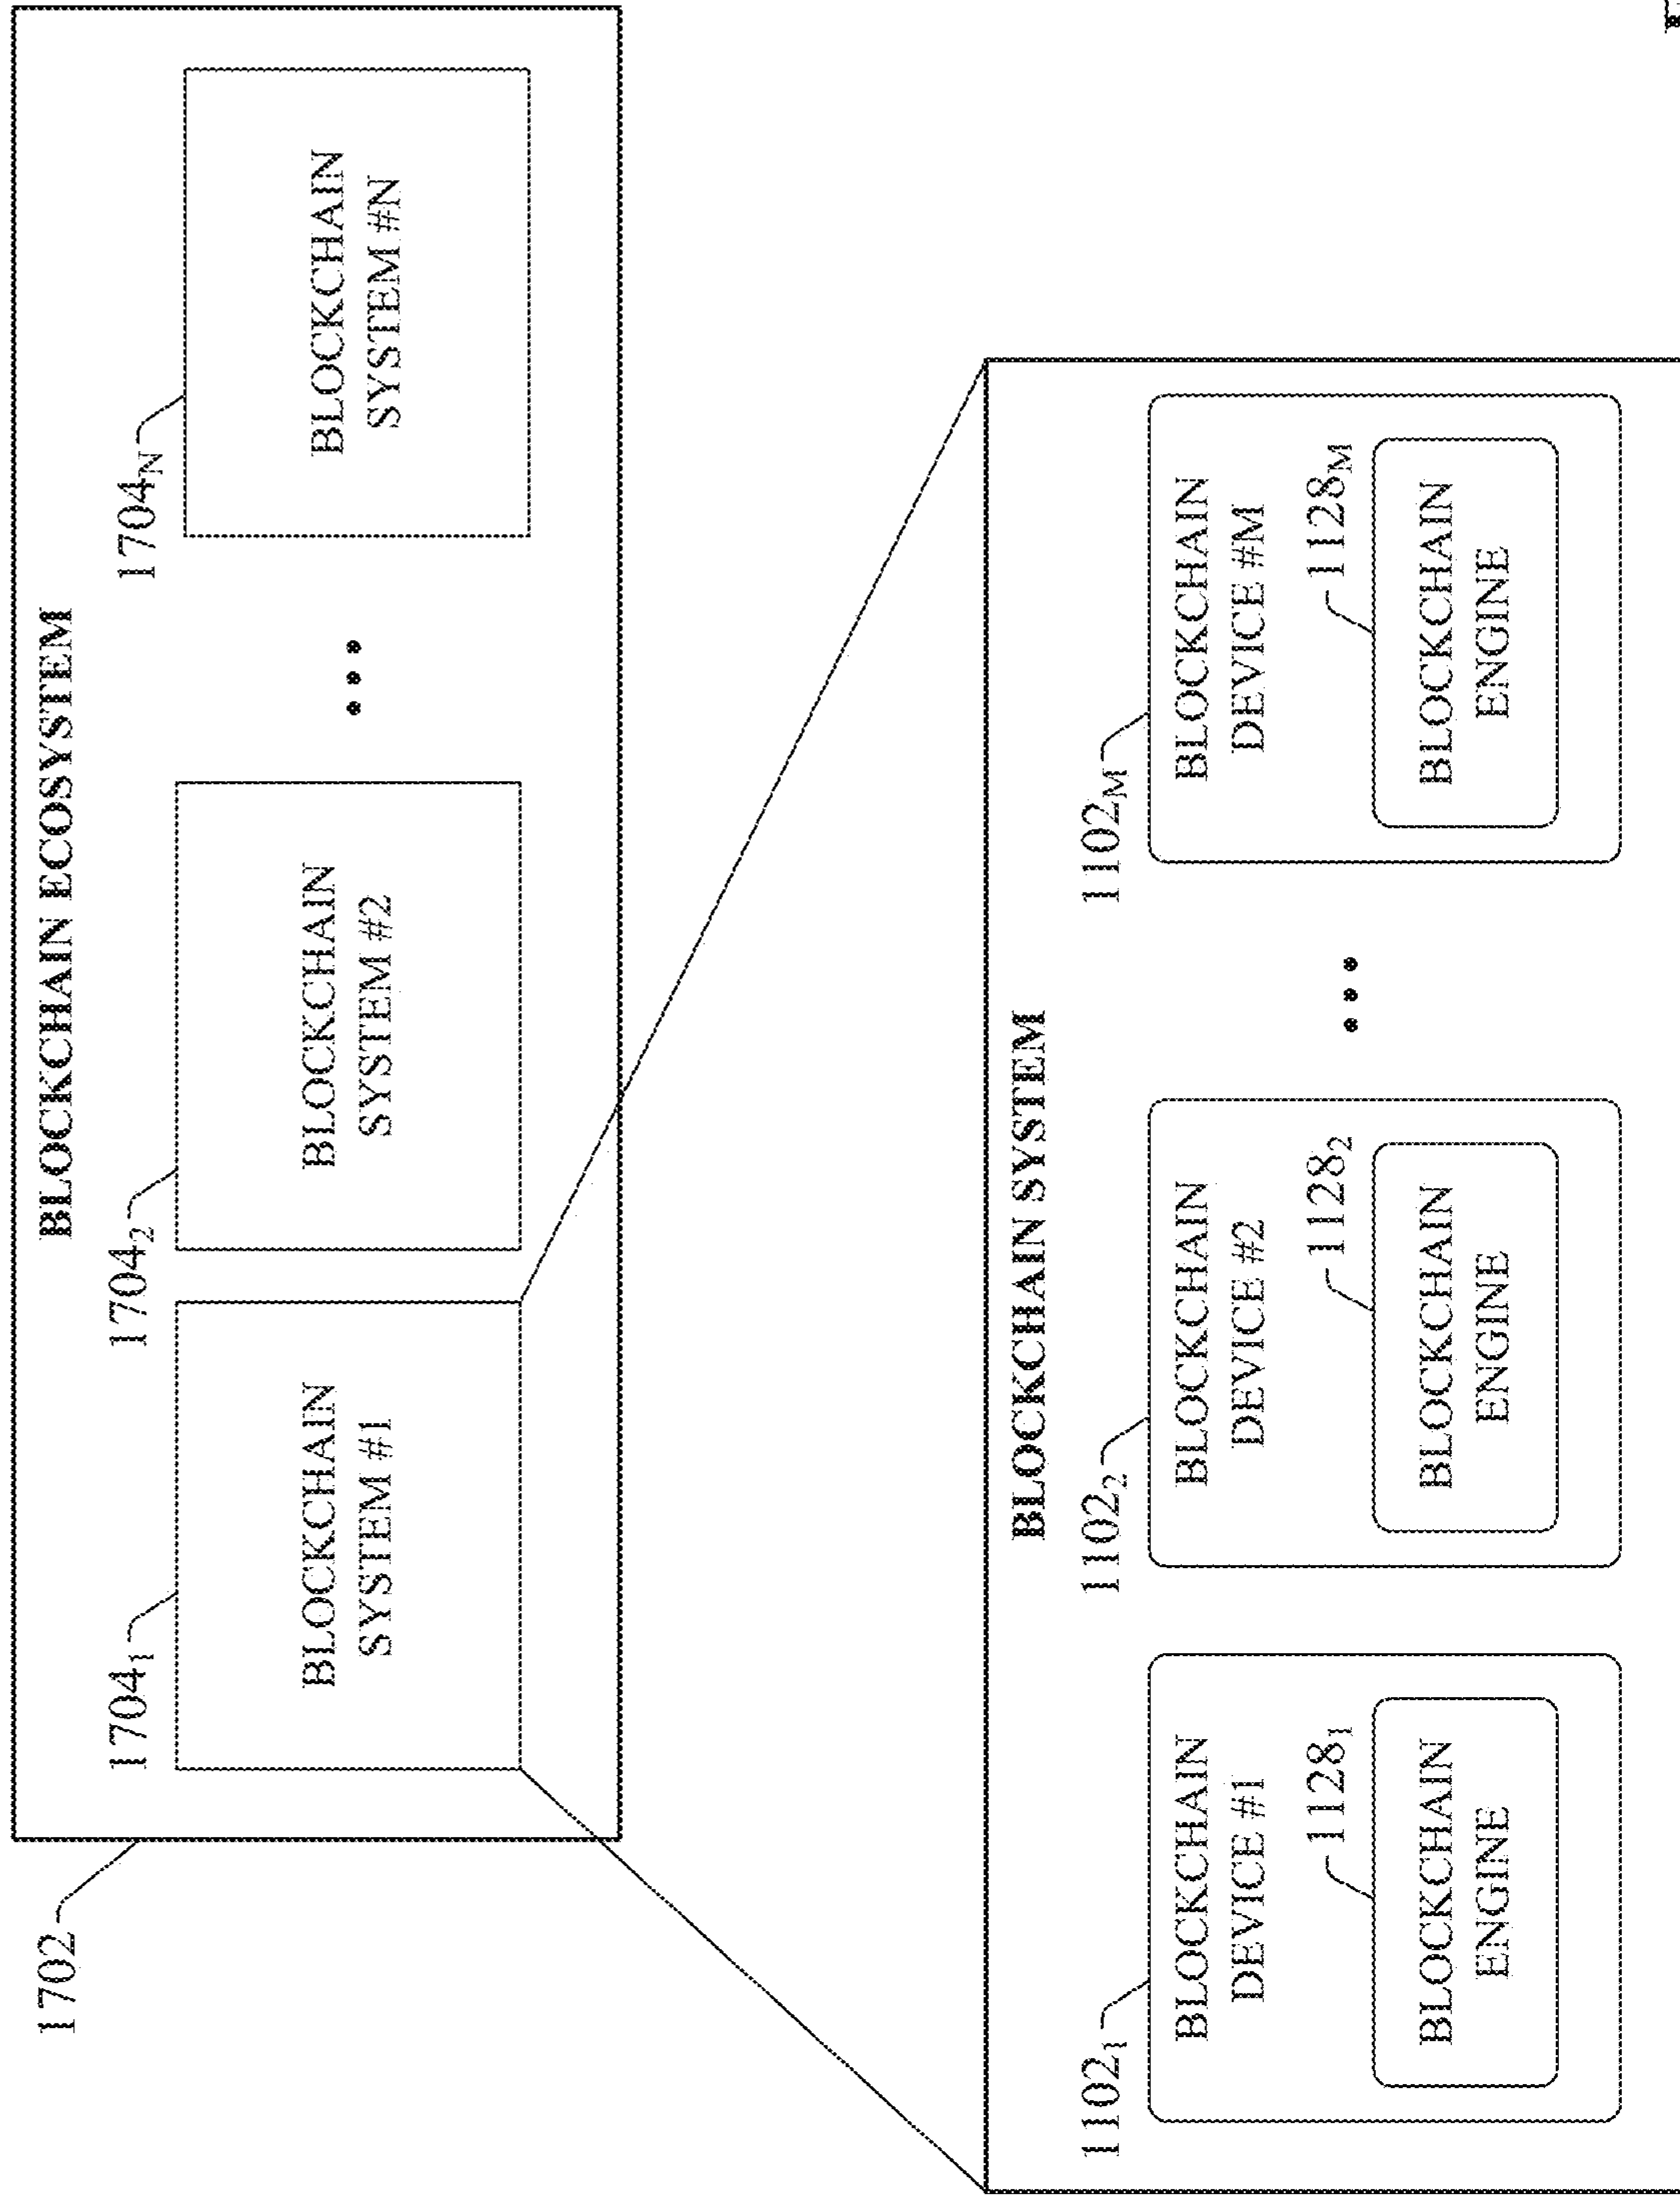 1702
BLOCKCHAIN ECOSYSTEM
1704₁
BLOCKCHAIN
SYSTEM #1
1704₂
BLOCKCHAIN
SYSTEM #2
•••
1704N
BLOCKCHAIN
SYSTEM #N
BLOCKCHAIN SYSTEM
1102₁
BLOCKCHAIN
DEVICE #1
1128₁
BLOCKCHAIN
ENGINE
1102₂
BLOCKCHAIN
DEVICE #2
1128₂
BLOCKCHAIN
ENGINE
•••
1102M
BLOCKCHAIN
DEVICE #M
1128M
BLOCKCHAIN
ENGINE